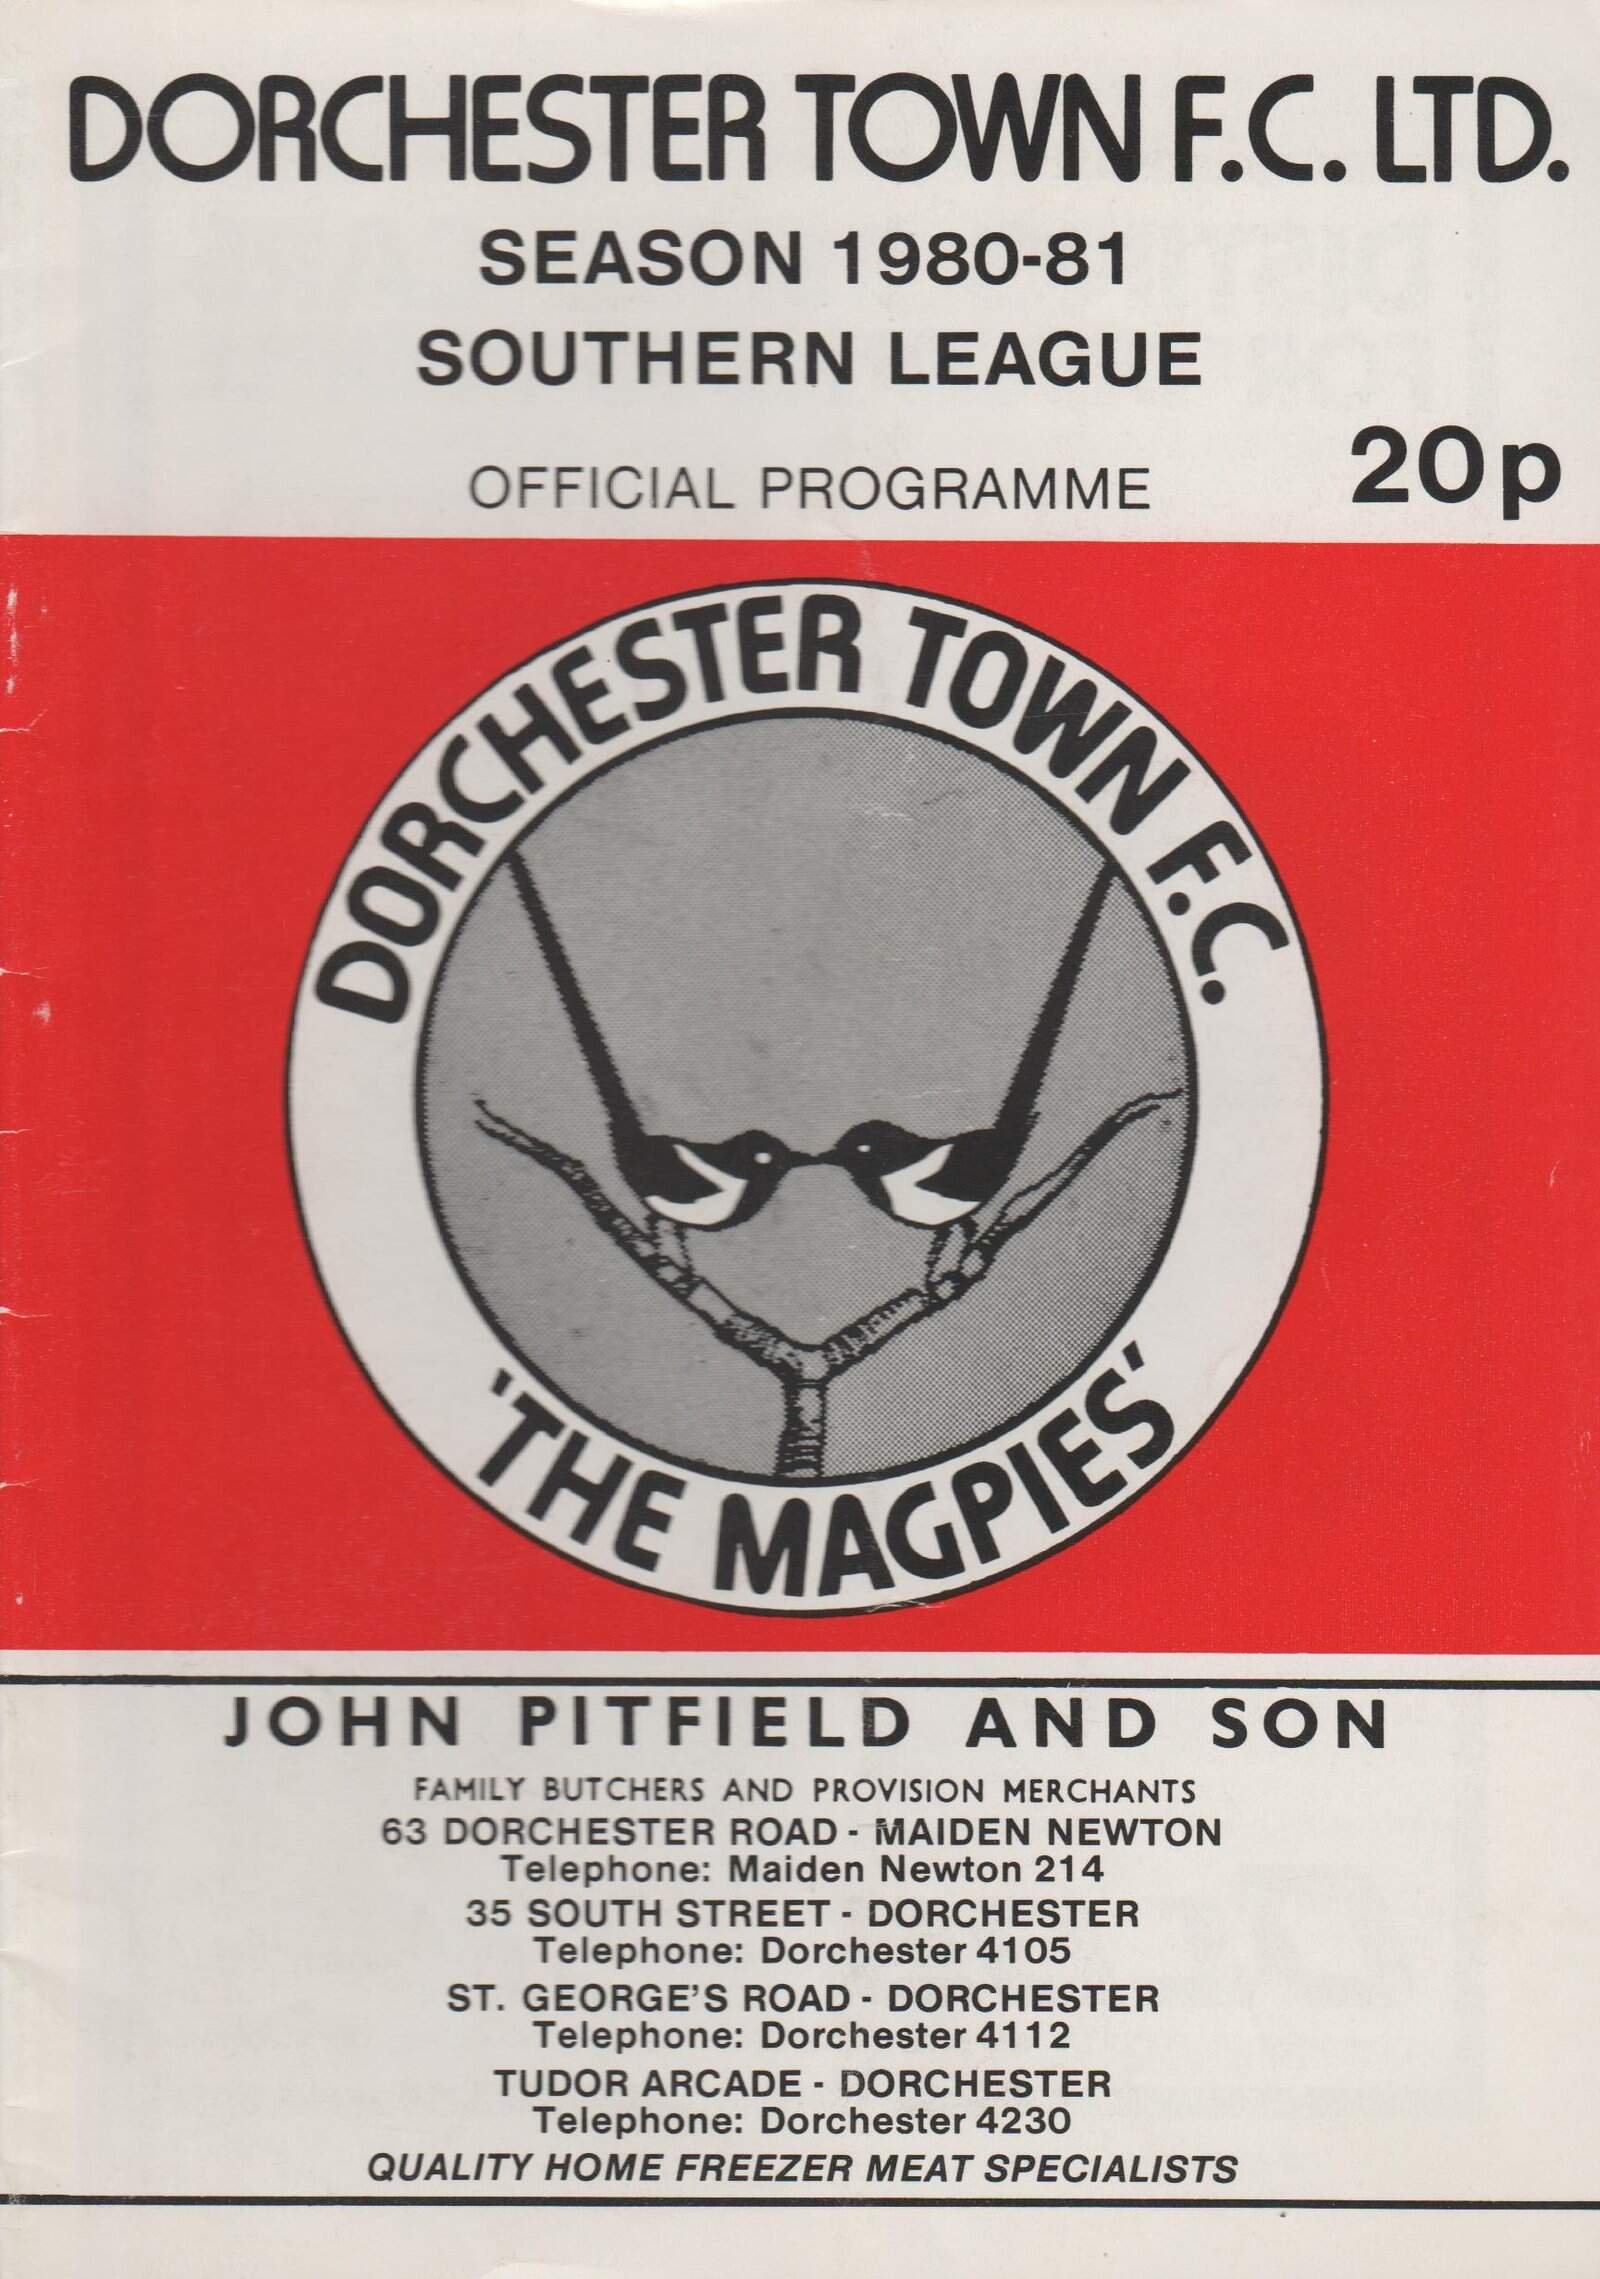 DORCHESTER TOWN F.C. LTD.
SEASON 1980-81
SOUTHERN LEAGUE
OFFICIAL PROGRAMME 20p
DORCHESTER TOWN F.C.
'THE MAGPIES'
JOHN PITFIELD AND SON
FAMILY BUTCHERS AND PROVISION MERCHANTS
63 DORCHESTER ROAD - MAIDEN NEWTON
Telephone: Maiden Newton 214
35 SOUTH STREET - DORCHESTER
Telephone: Dorchester 4105
ST. GEORGE'S ROAD - DORCHESTER
Telephone: Dorchester 4112
TUDOR ARCADE - DORCHESTER
Telephone: Dorchester 4230
QUALITY HOME FREEZER MEAT SPECIALISTS